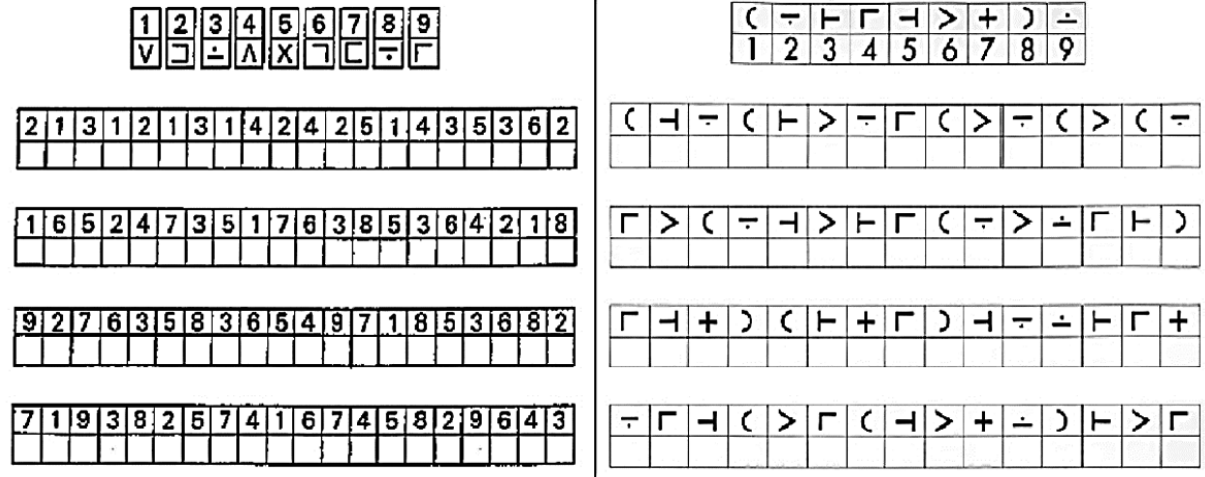 1 2 3 4 5 6 7 8 9
V ⊐ ∸ Λ X ㄱ ⊏ ⨪ Γ
2 1 3 1 2 1 3 1 4 2 4 2 5 1 4 3 5 3 6 2
1 6 5 2 4 7 3 5 1 7 6 3 8 5 3 6 4 2 1 8
9 2 7 6 3 5 8 3 6 5 4 9 7 1 8 5 3 6 8 2
7 1 9 3 8 2 5 7 4 1 6 7 4 5 8 2 9 6 4 3
( ⨪ ⊢ Γ ⊣ > + ) ∸
1 2 3 4 5 6 7 8 9
( ⊣ ⨪ ( ⊢ > ⨪ Γ ( > ⨪ ( > ( ⨪
Γ > ( ⨪ ⊣ > ⊢ Γ ( ⨪ > ∸ Γ ⊢ )
Γ ⊣ + ) ( ⊢ + Γ ) ⊣ ⨪ ∸ ⊢ Γ +
⨪ Γ ⊣ ( > Γ ( ⊣ > + ∸ ) ⊢ > Γ